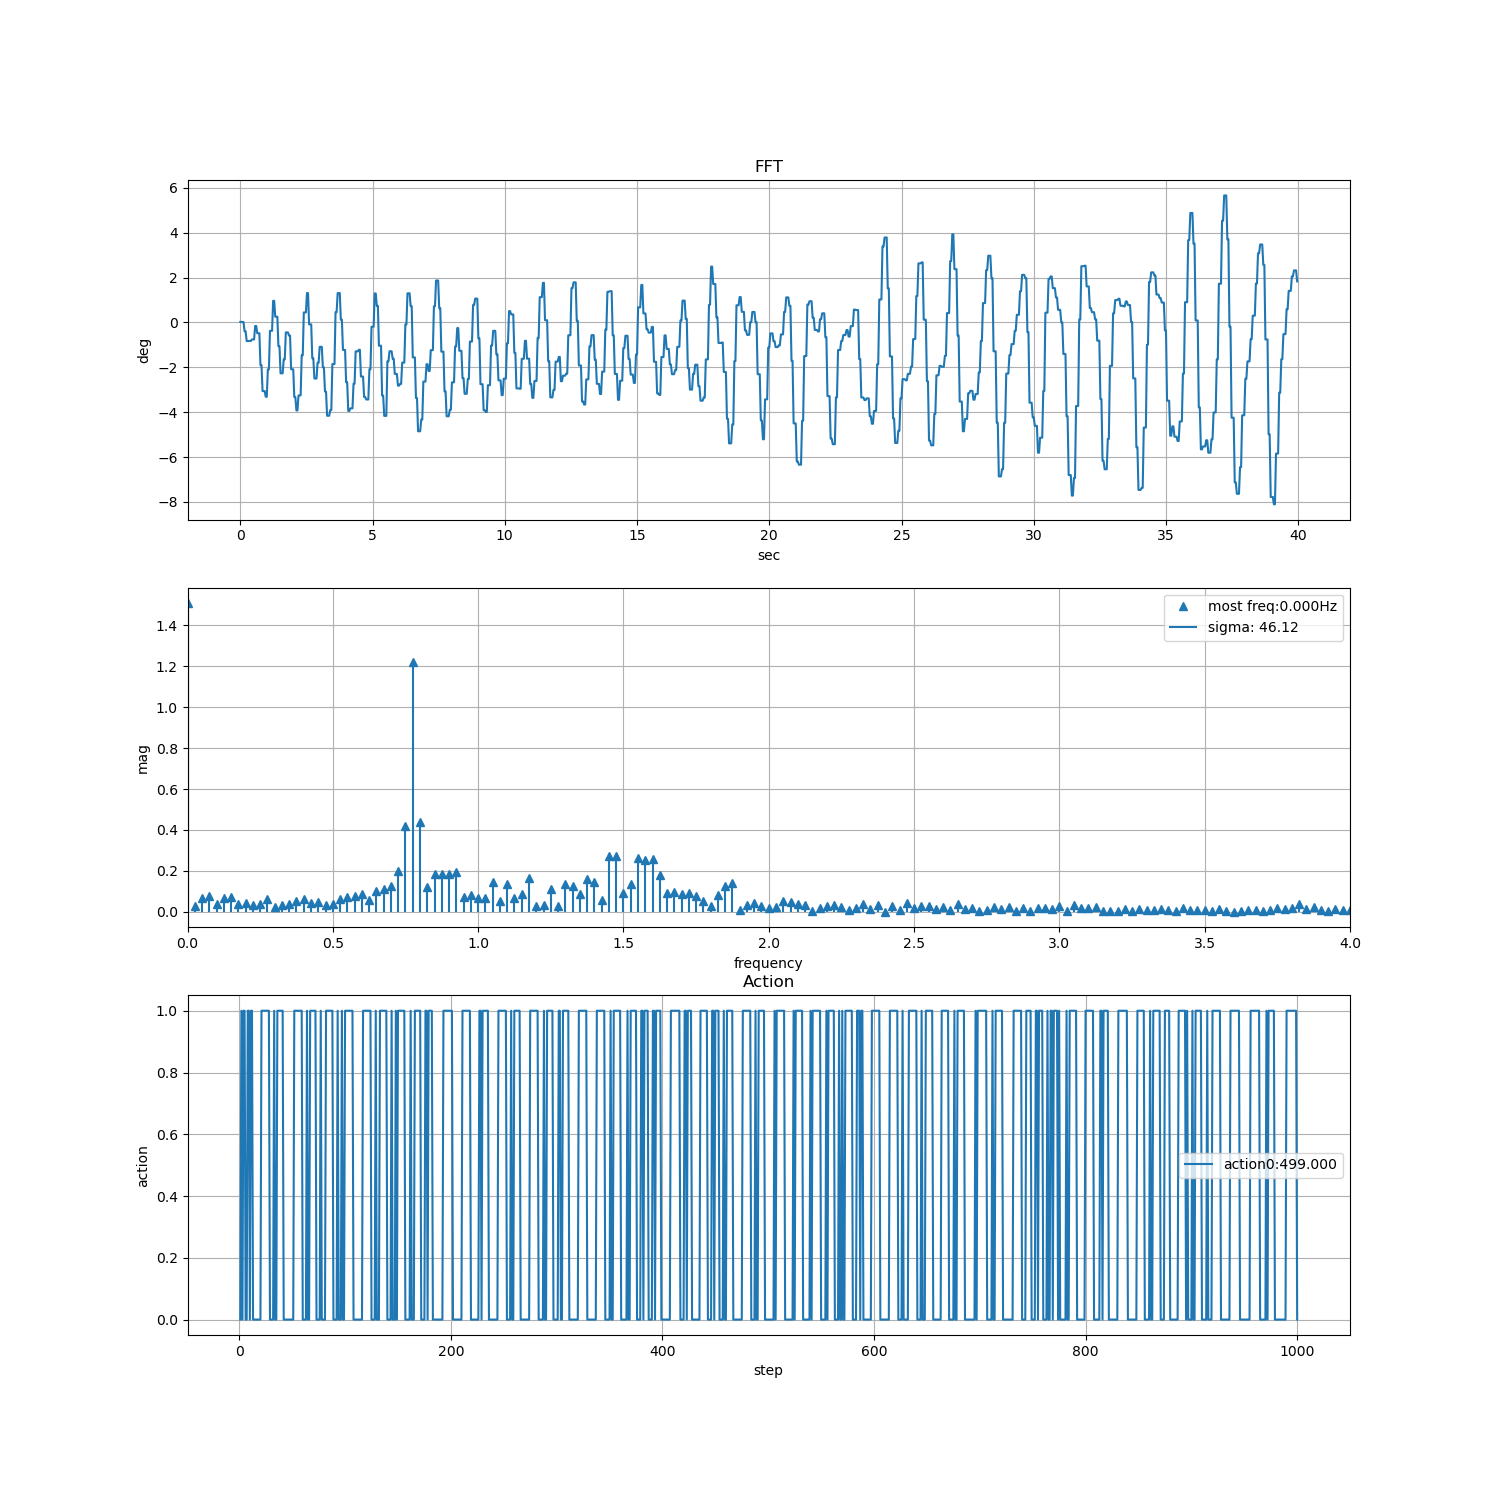 FFT
6
4
2
0
−2
−4
−6
−8
deg
0 5 10 15 20 25 30 35 40
sec
most freq:0.000Hz
sigma: 46.12
1.4
1.2
1.0
0.8
0.6
0.4
0.2
0.0
mag
0.0 0.5 1.0 1.5 2.0 2.5 3.0 3.5 4.0
frequency
Action
1.0
0.8
0.6
0.4
0.2
0.0
action
action0:499.000
0 200 400 600 800 1000
step